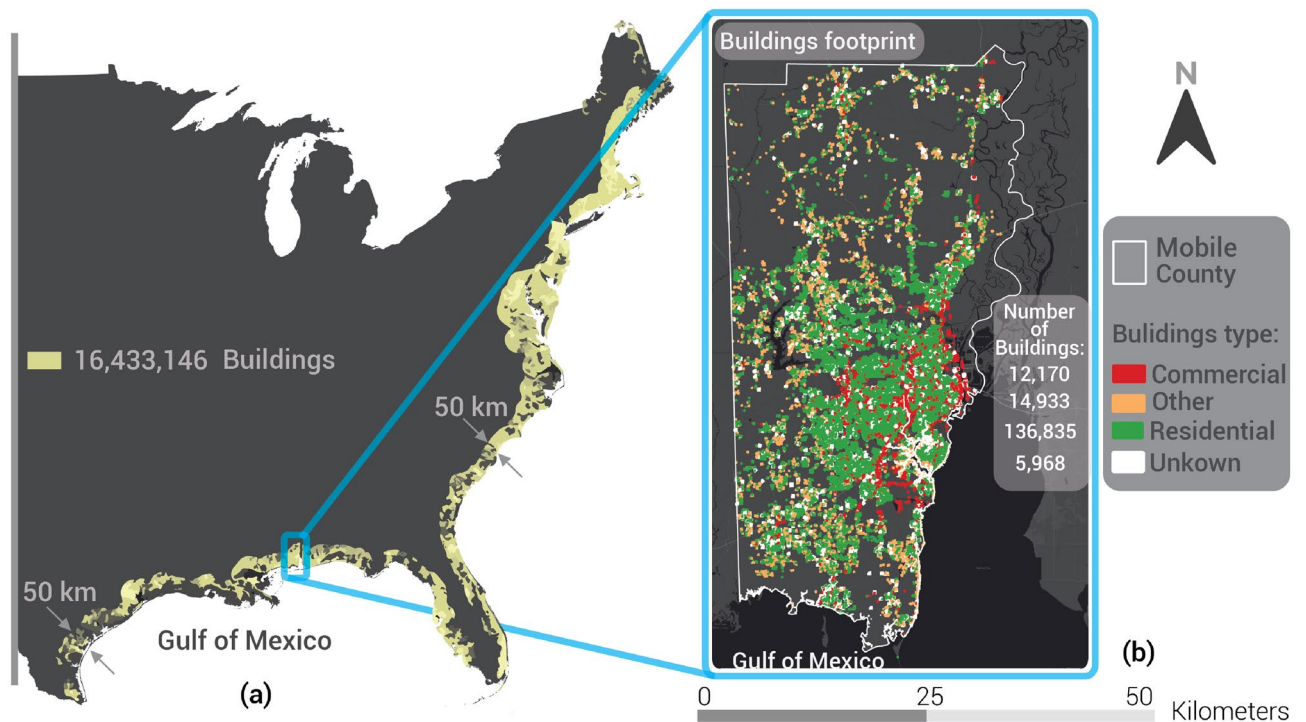 16,433,146 Buildings
50 km
50 km
Gulf of Mexico
(a)
Buildings footprint
Number
of
Buildings:
12,170
14,933
136,835
5,968
Gulf of Mexico
(b)
N
Mobile
County
Bulidings type:
Commercial
Other
Residential
Unkown
0 25 50
Kilometers